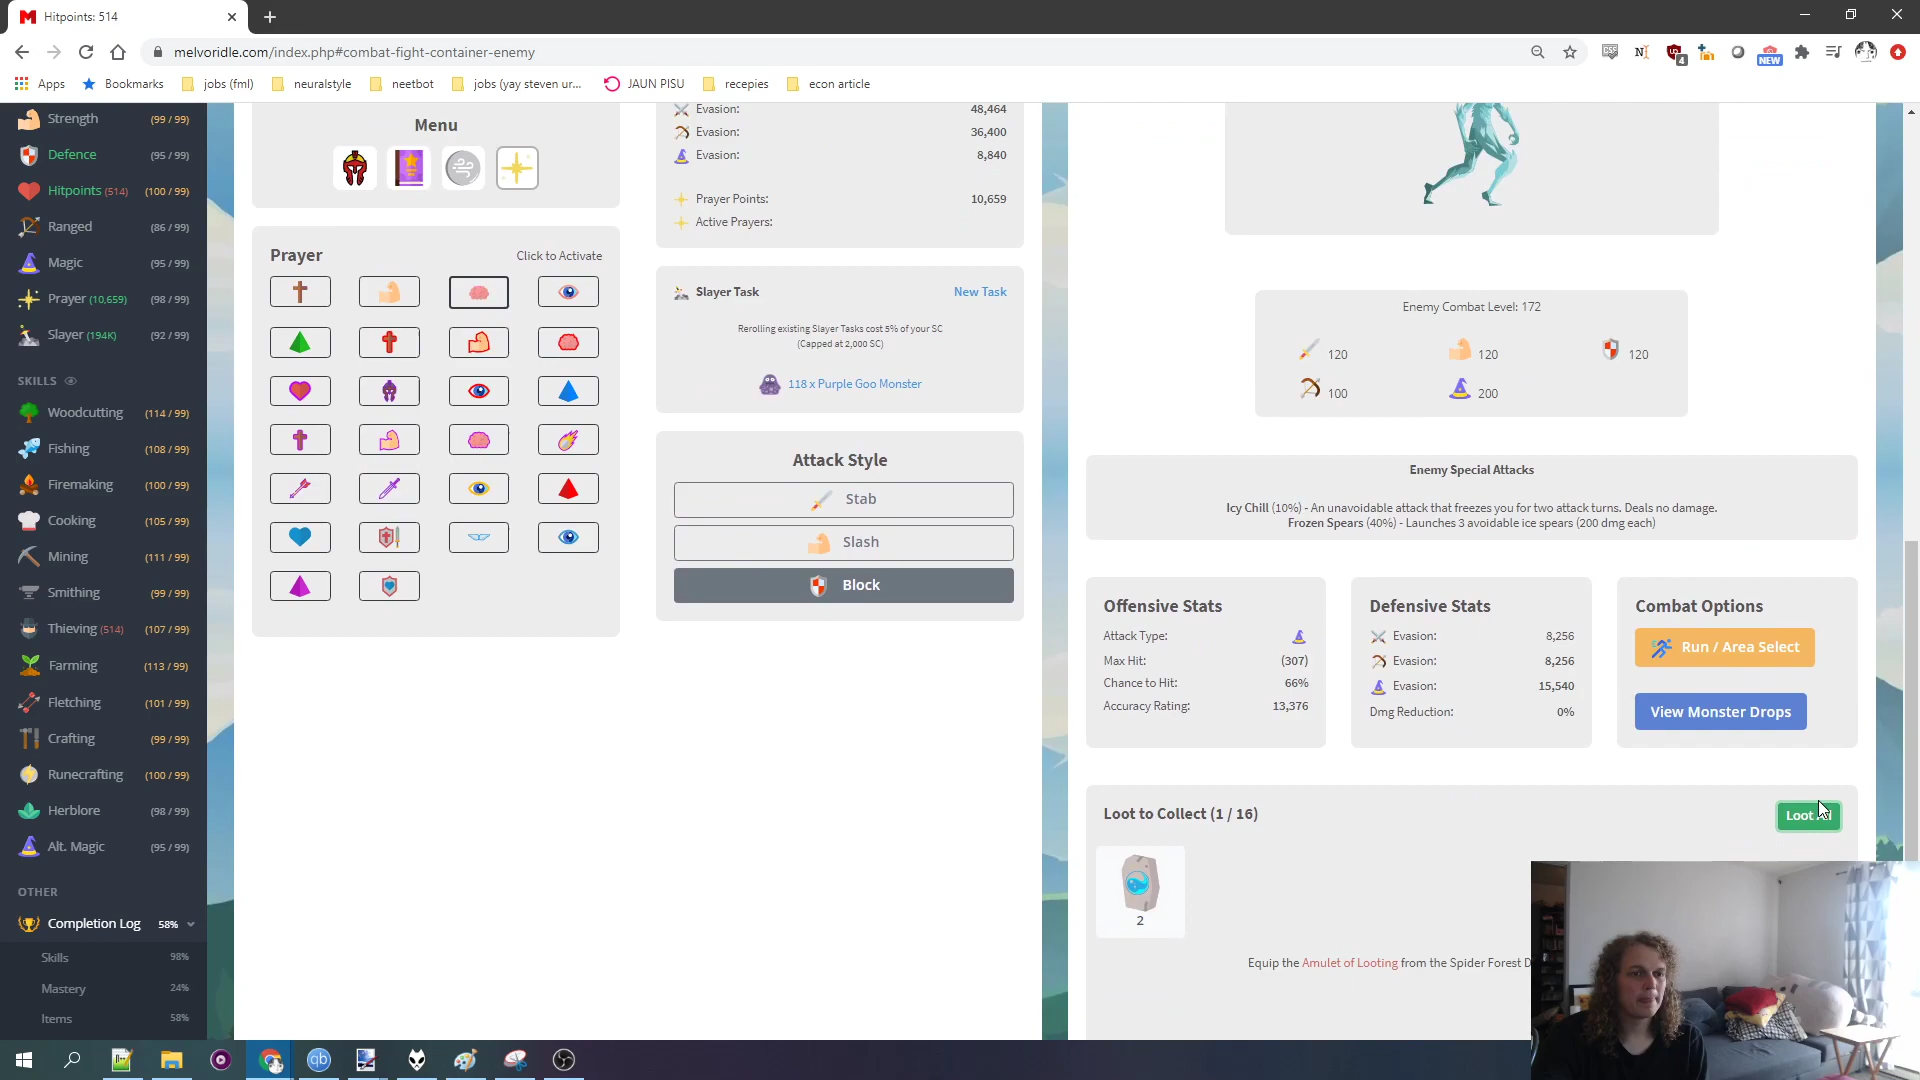 Hitpoints: 514
melvoridle.com/index.php#combat-fight-container-enemy
4
NEW
Apps
Bookmarks
jobs (fml)
neuralstyle
neetbot
jobs (yay steven ur...
JAUN PISU
recepies
econ article
Strength (99 / 99)
Defence (95 / 99)
Hitpoints (514) (100 / 99)
Ranged (86 / 99)
Magic (95 / 99)
Prayer (10,659) (98 / 99)
Slayer (194K) (92 / 99)
SKILLS
Woodcutting (114 / 99)
Fishing (108 / 99)
Firemaking (100 / 99)
Cooking (105 / 99)
Mining (111 / 99)
Smithing (99 / 99)
Thieving (514) (107 / 99)
Farming (113 / 99)
Fletching (101 / 99)
Crafting (99 / 99)
Runecrafting (100 / 99)
Herblore (98 / 99)
Alt. Magic (95 / 99)
OTHER
Completion Log 58%
Skills 98%
Mastery 24%
Items 58%
Menu
Prayer Click to Activate
Evasion: 48,464
Evasion: 36,400
Evasion: 8,840
Prayer Points: 10,659
Active Prayers:
Slayer Task New Task
Rerolling existing Slayer Tasks cost 5% of your SC
(Capped at 2,000 SC)
118 x Purple Goo Monster
Attack Style
Stab
Slash
Block
Enemy Combat Level: 172
120 120 120
100 200
Enemy Special Attacks
Icy Chill (10%) - An unavoidable attack that freezes you for two attack turns. Deals no damage.
Frozen Spears (40%) - Launches 3 avoidable ice spears (200 dmg each)
Offensive Stats
Attack Type:
Max Hit: (307)
Chance to Hit: 66%
Accuracy Rating: 13,376
Defensive Stats
Evasion: 8,256
Evasion: 8,256
Evasion: 15,540
Dmg Reduction: 0%
Combat Options
Run / Area Select
View Monster Drops
Loot to Collect (1 / 16)
Loot
2
Equip the Amulet of Looting from the Spider Forest
qb